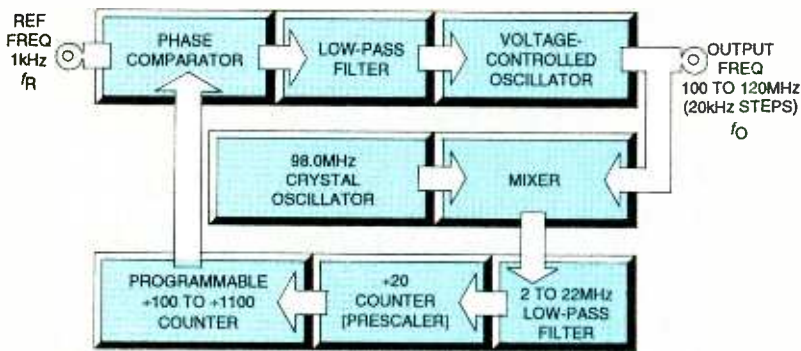 REF
FREQ
1kHz
fR
PHASE
COMPARATOR
LOW-PASS
FILTER
VOLTAGE-
CONTROLLED
OSCILLATOR
OUTPUT
FREQ
100 TO 120MHz
(20kHz STEPS)
fO
98.0MHz
CRYSTAL
OSCILLATOR
MIXER
PROGRAMMABLE
÷100 TO ÷1100
COUNTER
÷20
COUNTER
[PRESCALER]
2 TO 22MHz
LOW-PASS
FILTER